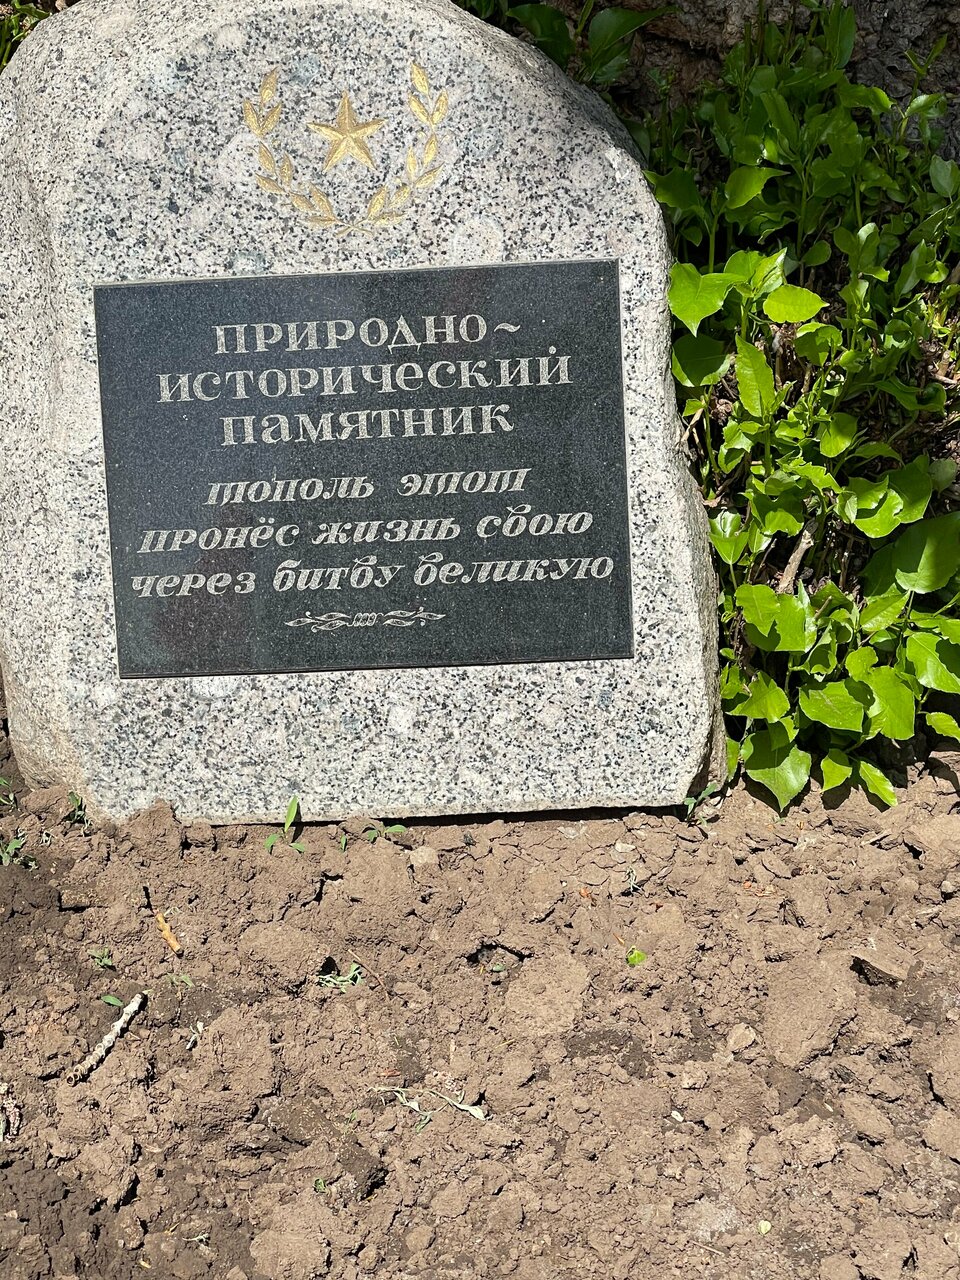 ПРИРОДНО~
ИСТОРИЧЕСКИЙ
ПАМЯТНИК
тополь этот
пронёс жизнь свою
через битву великую